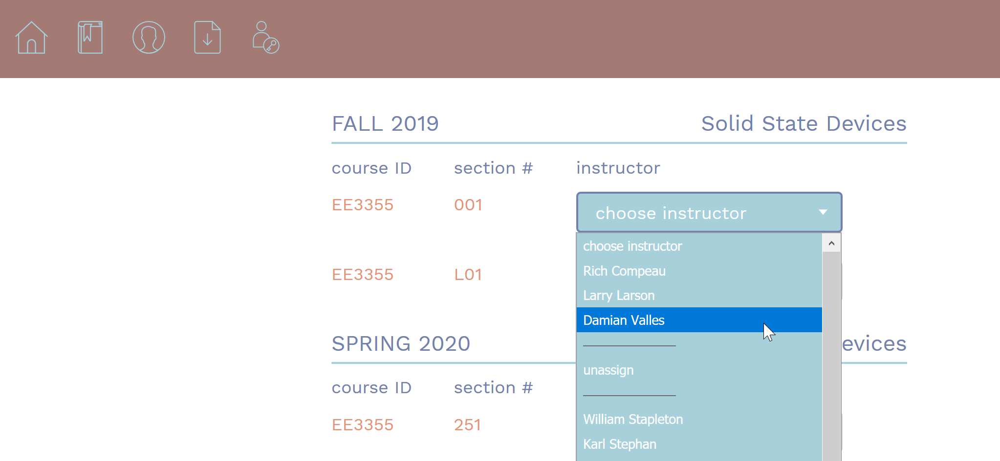 FALL 2019 Solid State Devices
course ID section # instructor
EE3355 001 choose instructor
choose instructor
Rich Compeau
EE3355 L01
Larry Larson
Damian Valles
SPRING 2020 evices
unassign
course ID section #
William Stapleton
EE3355 251
Karl Stephan